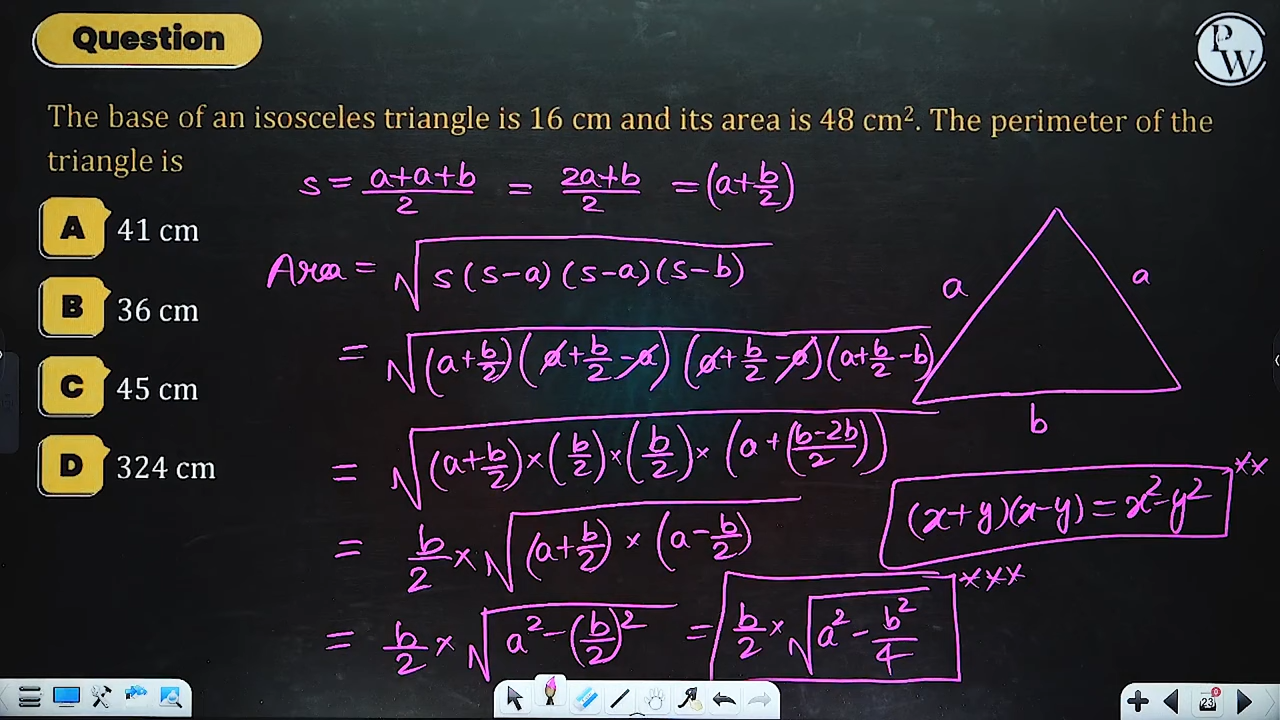 Question
PW
The base of an isosceles triangle is 16 cm and its area is 48 cm². The perimeter of the
triangle is
A 41 cm
B 36 cm
C 45 cm
D 324 cm
s = (a+a+b)/2 = (2a+b)/2 = (a+b/2)
Area = √(s(s-a)(s-a)(s-b))
= √((a+b/2)(a+b/2-a)(a+b/2-a)(a+b/2-b))
= √((a+b/2)×(b/2)×(b/2)×(a+((b-2b)/2)))
= b/2 × √((a+b/2)×(a-b/2))
= b/2 × √(a²-(b/2)²) = b/2 × √(a²-b²/4) ***
a
a
b
(x+y)(x-y) = x²-y² **
23